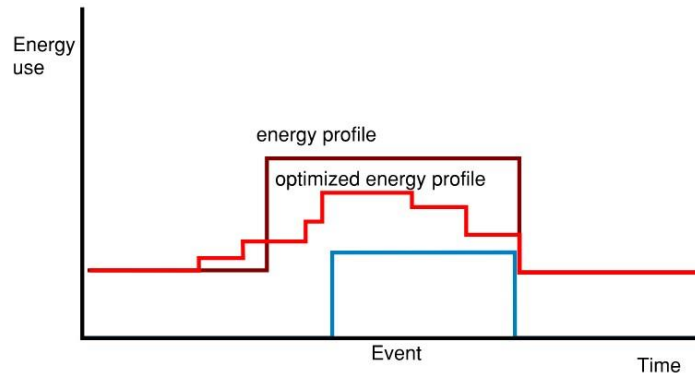 Energy
use
energy profile
optimized energy profile
Event
Time